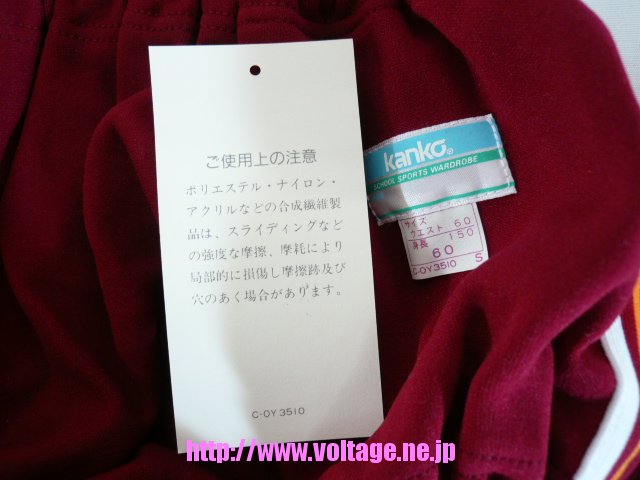 ご使用上の注意
ポリエステル・ナイロン・
アクリルなどの合成繊維製
品は、スライディングなど
の強度な摩擦、摩耗により
局部的に損傷し摩擦跡及び
穴のあく場合があります。
C-OY3510
kanko®
SCHOOL SPORTS WARDROBE
サイズ
ウエスト 60
身長 150
60
C-OY3510 S
http://www.voltage.ne.jp